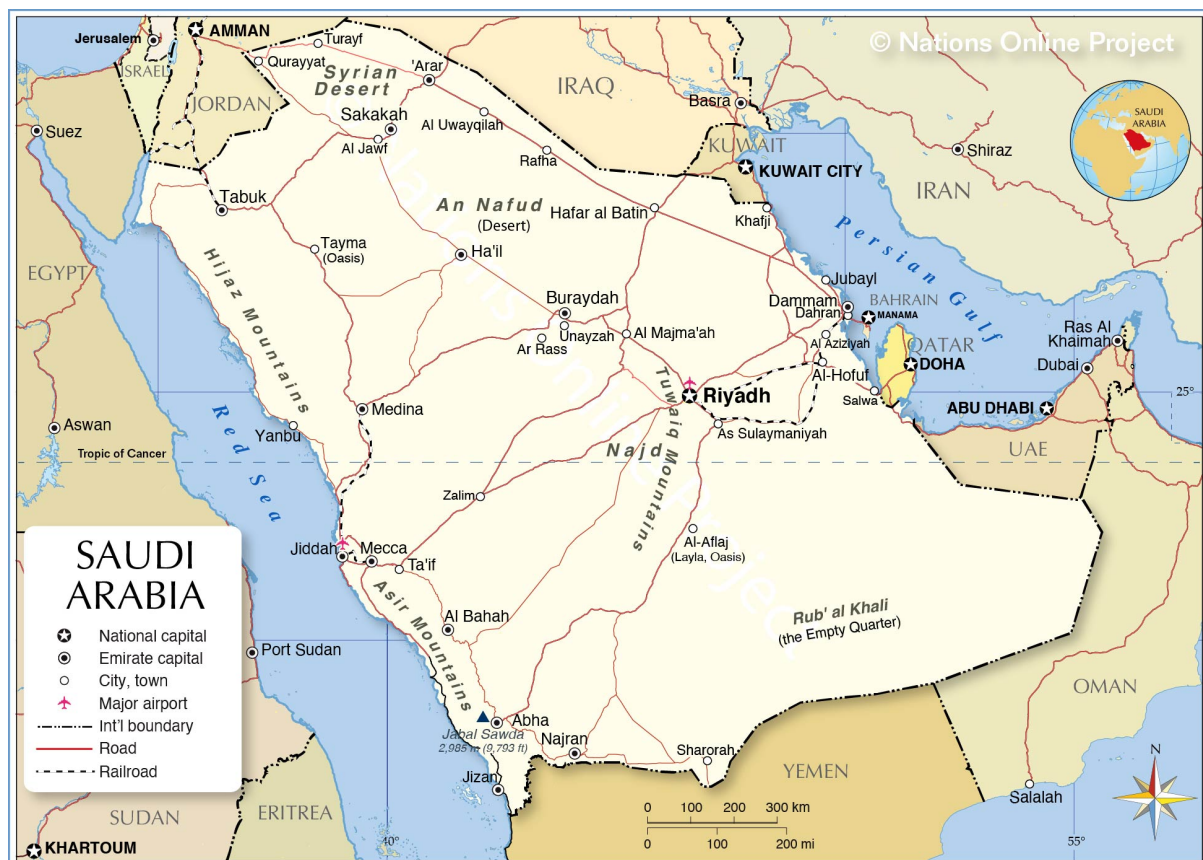 © Nations Online Project
Jerusalem
AMMAN
ISRAEL
JORDAN
Turayf
Qurayyat
Syrian
Desert
'Arar
IRAQ
Basra
SAUDI
ARABIA
Suez
Sakakah
Al Jawf
Al Uwayqilah
Rafha
KUWAIT
KUWAIT CITY
Shiraz
IRAN
Tabuk
An Nafud
(Desert)
Hafar al Batin
Khafji
Persian Gulf
EGYPT
Tayma
(Oasis)
Ha'il
Hijaz Mountains
Jubayl
Buraydah
Unayzah
Ar Rass
Al Majma'ah
Dammam
Dahran
BAHRAIN
MANAMA
Al Aziziyah
QATAR
DOHA
Ras Al
Khaimah
Dubai
Al-Hofuf
Salwa
ABU DHABI
25°
Riyadh
Tuwaiq Mountains
Medina
Yanbu
Red Sea
Aswan
Tropic of Cancer
As Sulaymaniyah
Najd
UAE
Zalim
Al-Aflaj
(Layla, Oasis)
Jiddah
Mecca
Ta'if
Asir Mountains
Al Bahah
Rub' al Khali
(the Empty Quarter)
Port Sudan
OMAN
Abha
Jabal Sawda
2,985 m (9,793 ft)
Najran
Sharorah
Jizan
YEMEN
Salalah
SUDAN
ERITREA
KHARTOUM
40°
55°
N
0 100 200 300 km
0 100 200 mi
SAUDI
ARABIA
National capital
Emirate capital
City, town
Major airport
Int'l boundary
Road
Railroad
© Nations Online Project